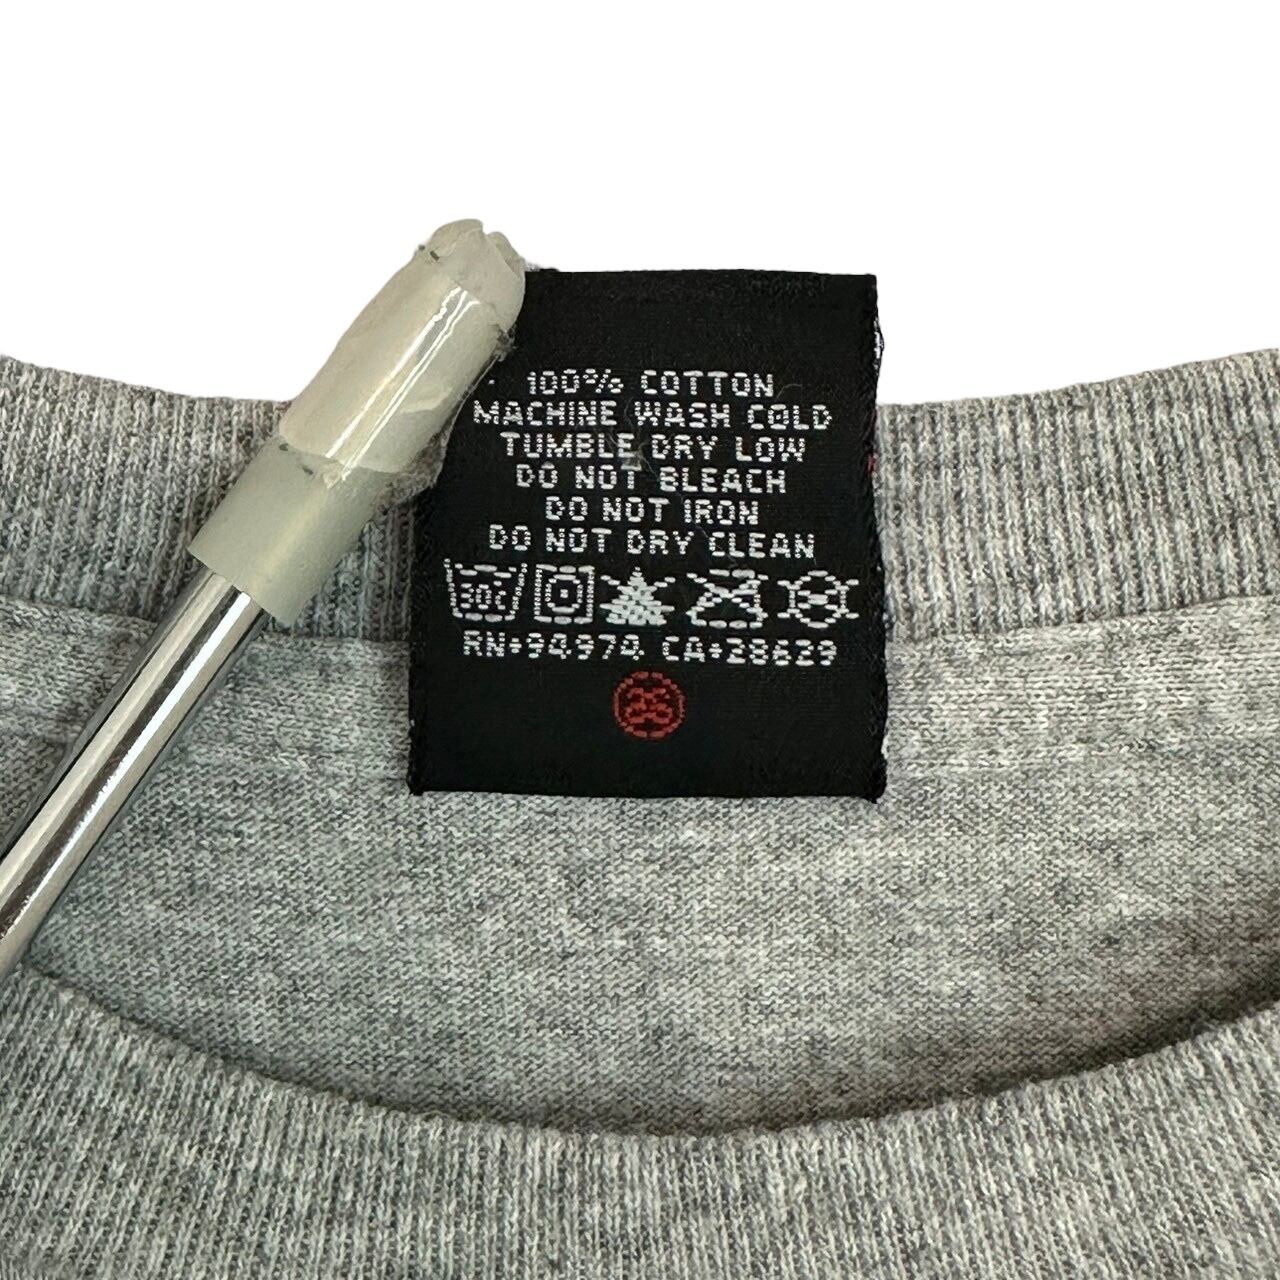 100% COTTON
MACHINE WASH COLD
TUMBLE DRY LOW
DO NOT BLEACH
DO NOT IRON
DO NOT DRY CLEAN
30c
RN#94974 CA#28629